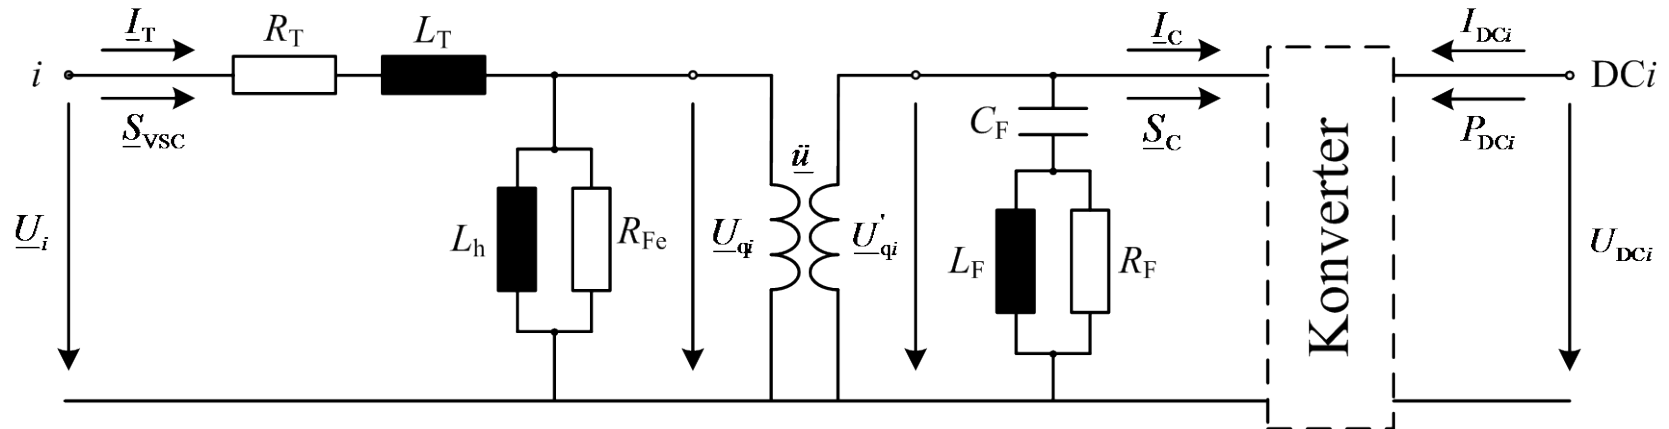 I_T
R_T
L_T
I_C
I_DCi
i
DCi
S_VSC
C_F
S_C
P_DCi
ü
U_i
L_h
R_Fe
U_qi
U'_qi
L_F
R_F
Konverter
U_DCi